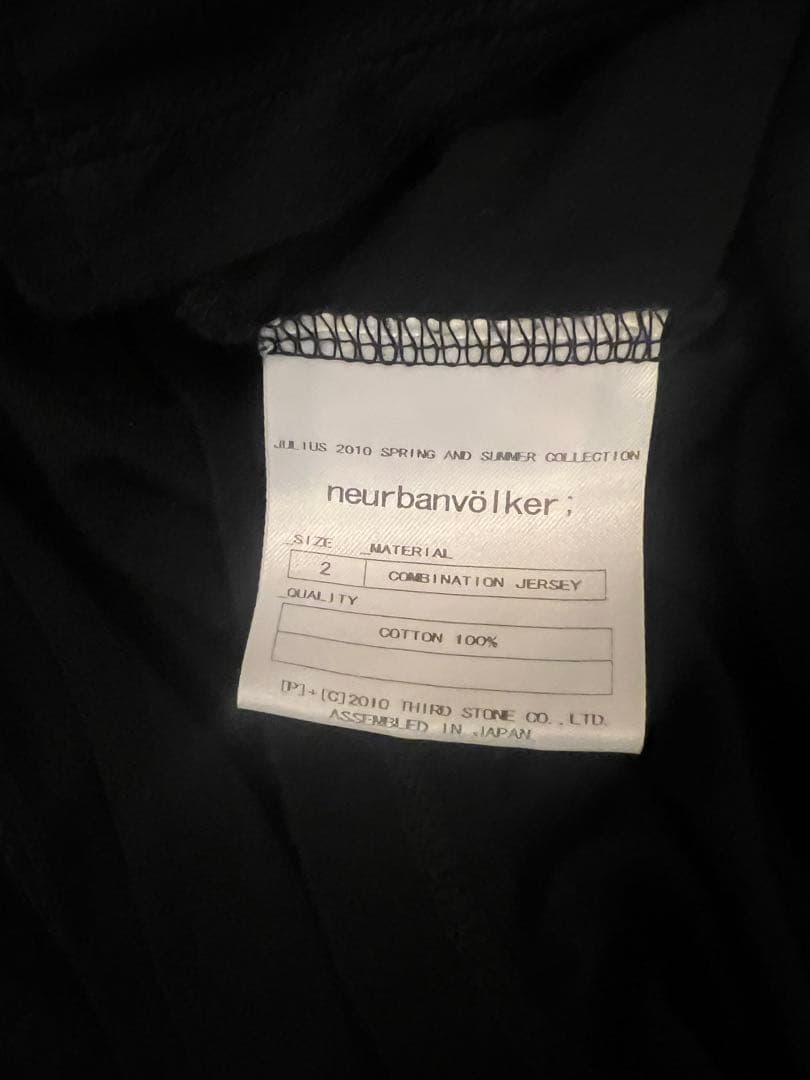 JULIUS 2010 SPRING AND SUMMER COLLECTION
neurbanvölker;
_SIZE _MATERIAL
2 COMBINATION JERSEY
_QUALITY
COTTON 100%
[P]+[C]2010 THIRD STONE CO.,LTD.
ASSEMBLED IN JAPAN